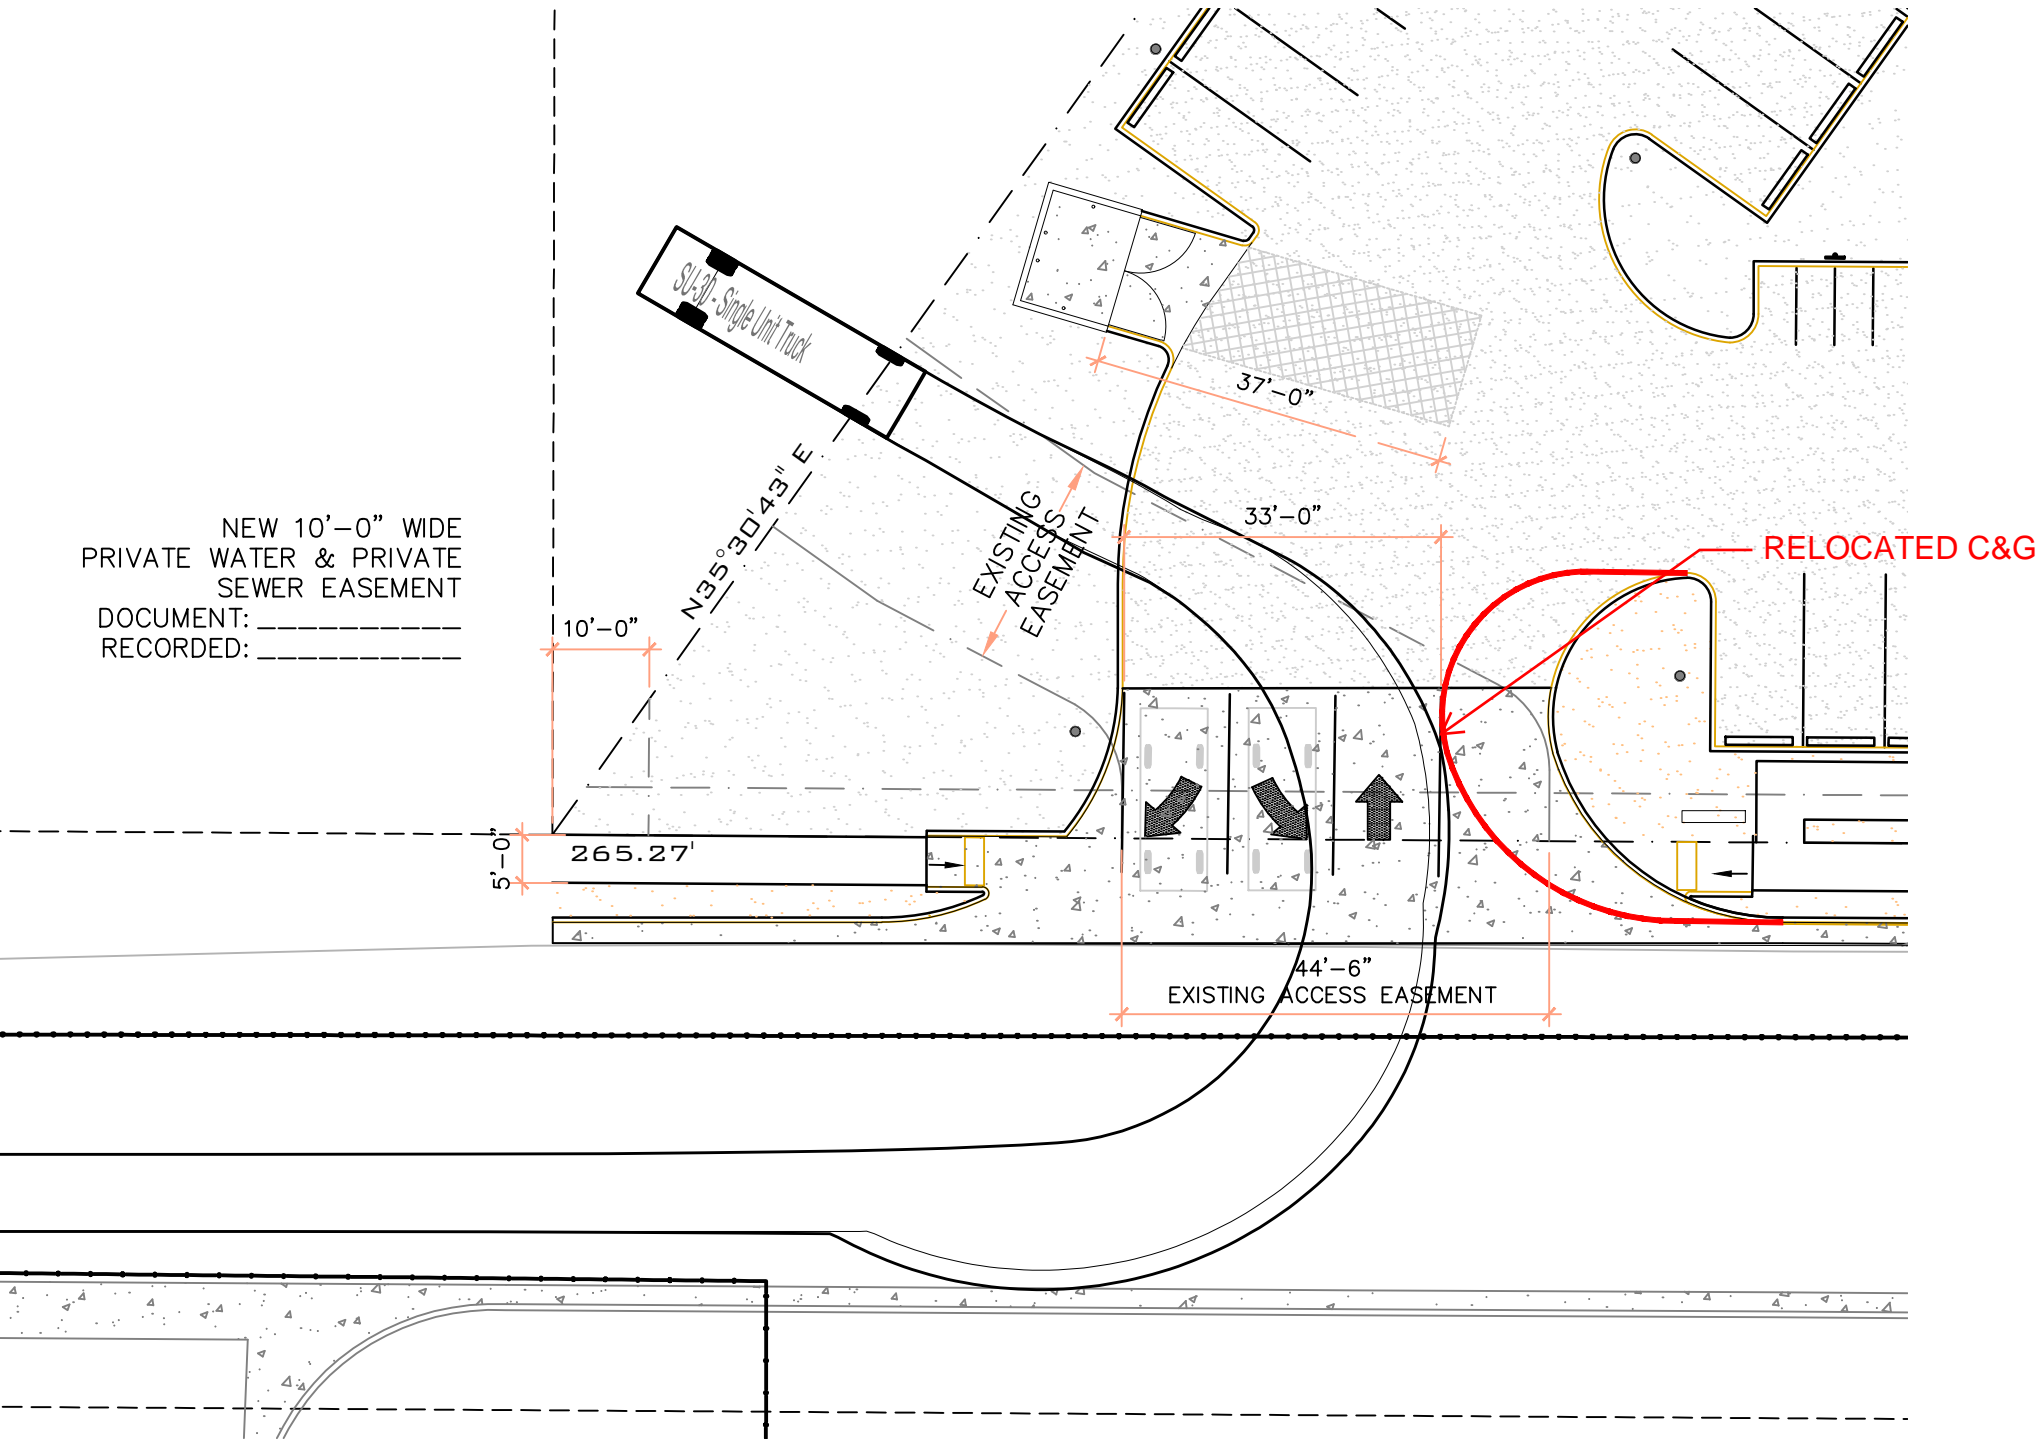 SU-30 - Single Unit Truck
37'-0"
N35°30'43" E
EXISTING
ACCESS
EASEMENT
33'-0"
RELOCATED C&G
NEW 10'-0" WIDE
PRIVATE WATER & PRIVATE
SEWER EASEMENT
DOCUMENT: ___________
RECORDED: ___________
10'-0"
5'-0"
265.27'
44'-6"
EXISTING ACCESS EASEMENT